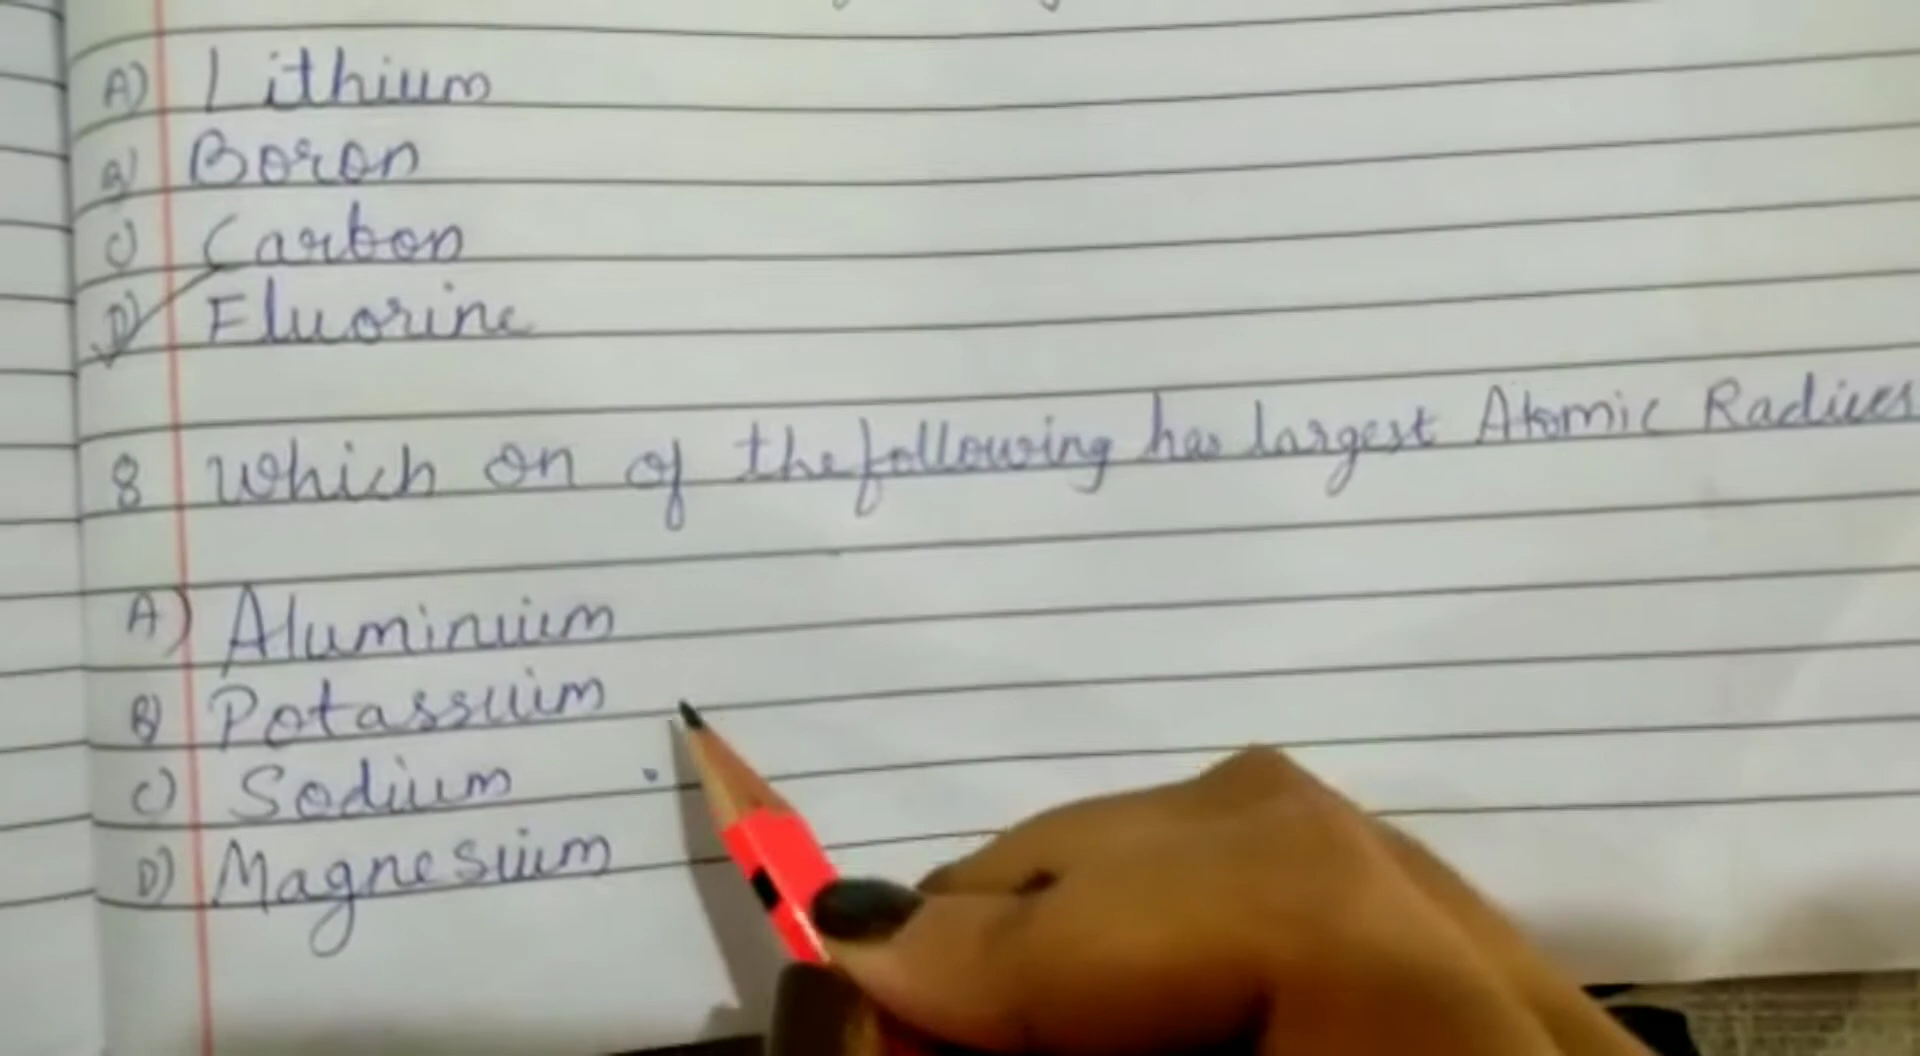 A) Lithium
B) Boron
C) Carbon
D) Fluorine
8 Which on of the following has largest Atomic Radius
A) Aluminium
B) Potassium
C) Sodium
D) Magnesium